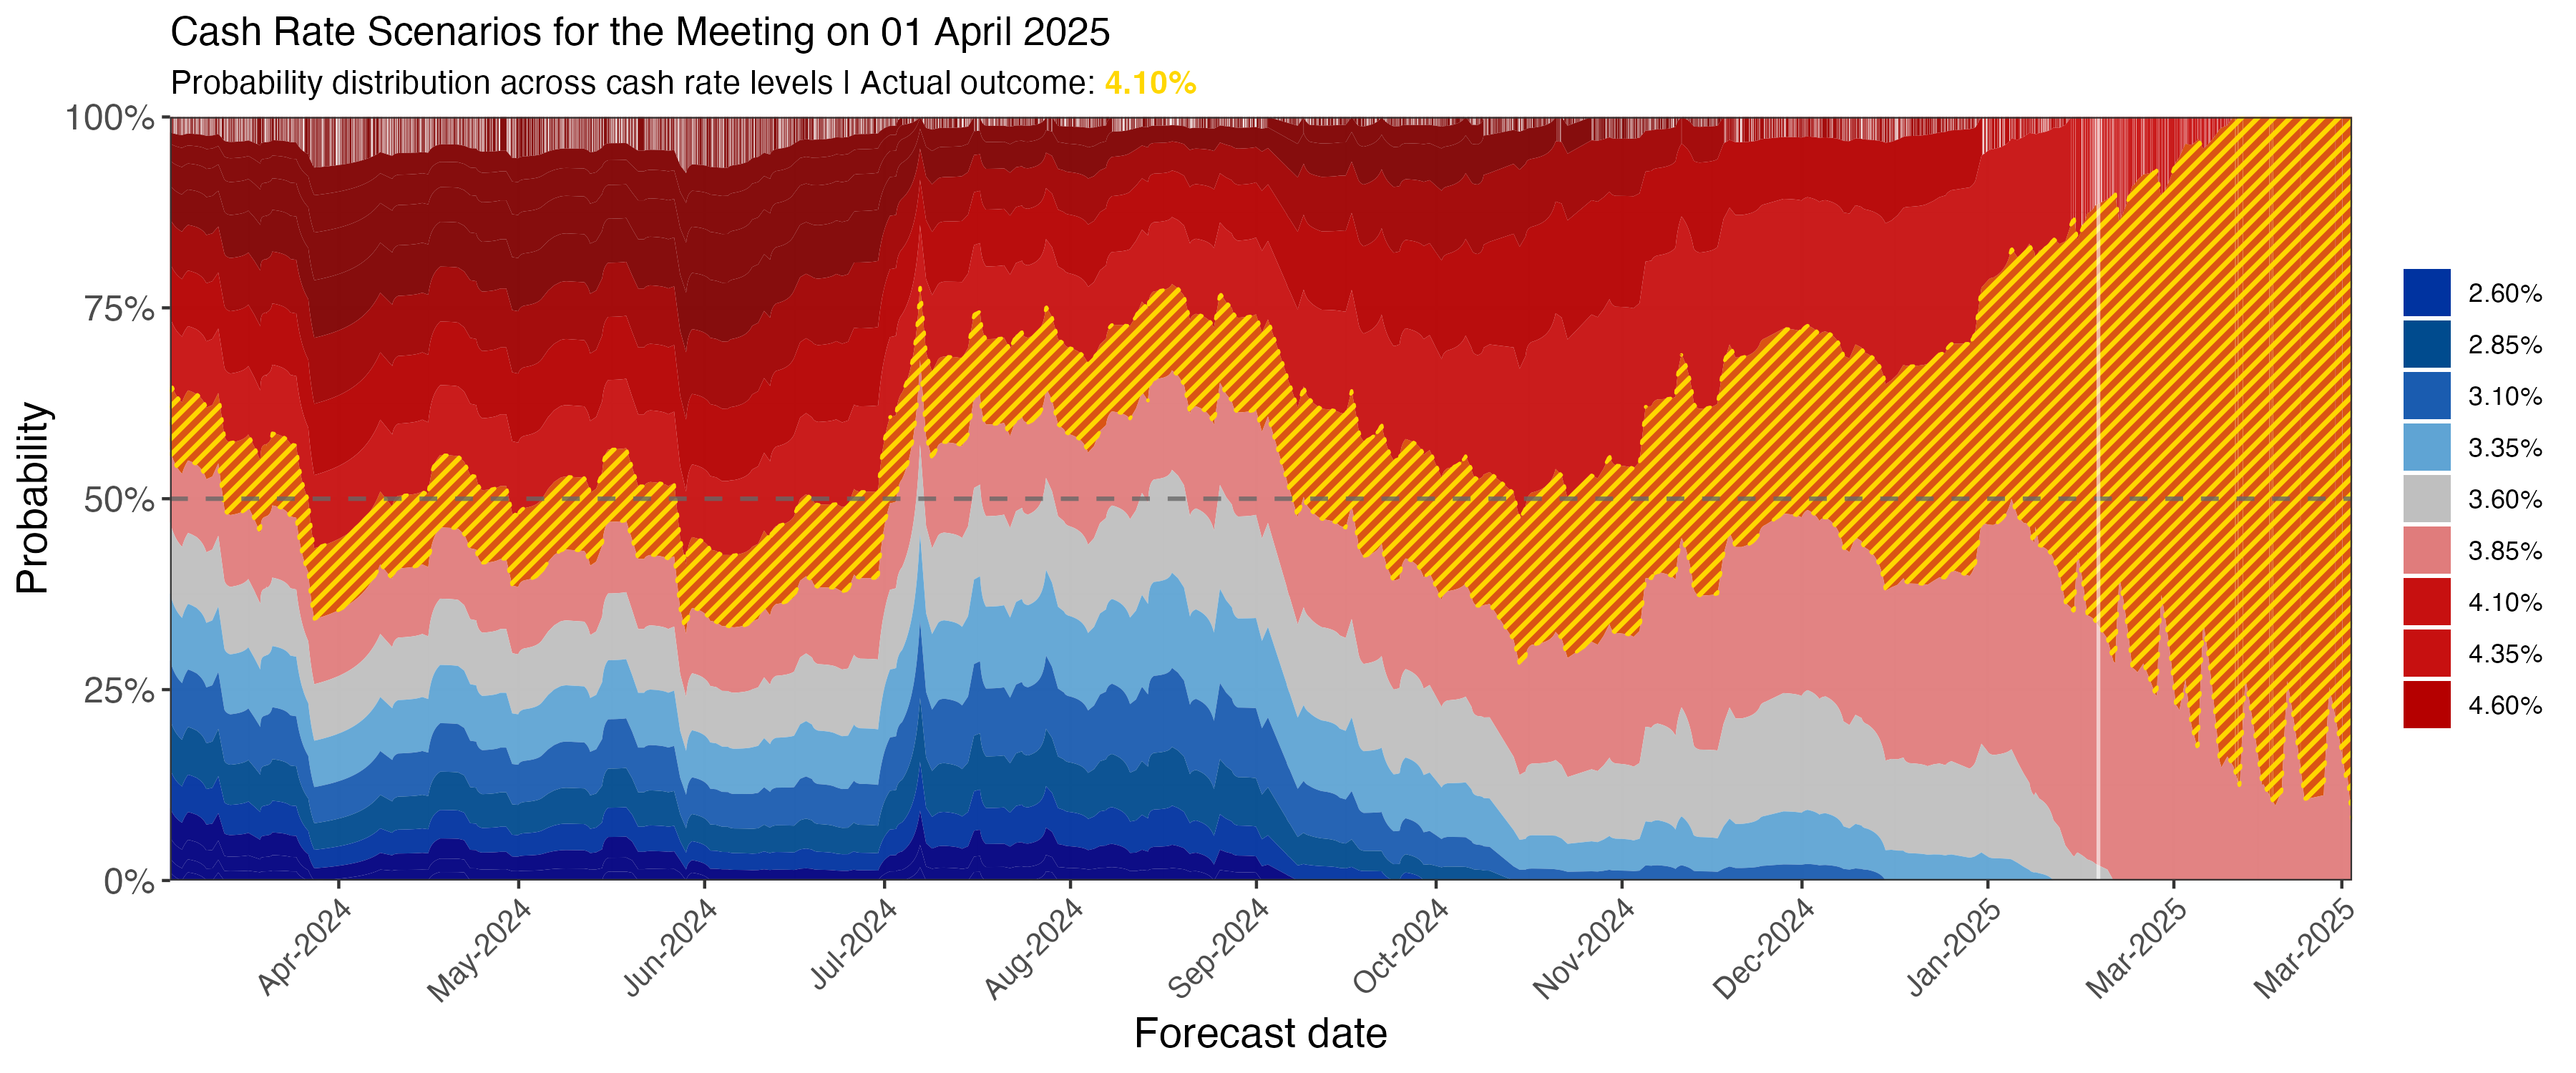 Cash Rate Scenarios for the Meeting on 01 April 2025
Probability distribution across cash rate levels | Actual outcome: 4.10%
100%
75%
50%
25%
0%
Probability
Apr-2024
May-2024
Jun-2024
Jul-2024
Aug-2024
Sep-2024
Oct-2024
Nov-2024
Dec-2024
Jan-2025
Mar-2025
Mar-2025
Forecast date
2.60%
2.85%
3.10%
3.35%
3.60%
3.85%
4.10%
4.35%
4.60%